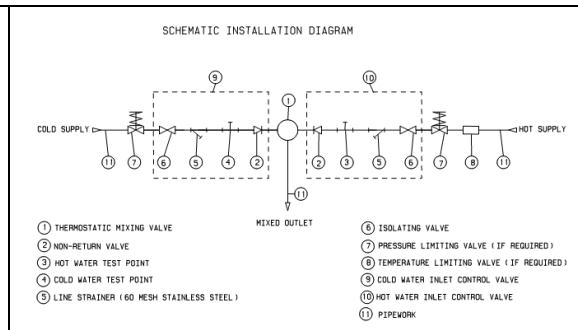 SCHEMATIC INSTALLATION DIAGRAM
9
10
1
COLD SUPPLY
HOT SUPPLY
11
7
6
5
4
2
2
3
5
6
7
8
11
11
MIXED OUTLET
1 THERMOSTATIC MIXING VALVE
2 NON-RETURN VALVE
3 HOT WATER TEST POINT
4 COLD WATER TEST POINT
5 LINE STRAINER (60 MESH STAINLESS STEEL)
6 ISOLATING VALVE
7 PRESSURE LIMITING VALVE (IF REQUIRED)
8 TEMPERATURE LIMITING VALVE (IF REQUIRED)
9 COLD WATER INLET CONTROL VALVE
10 HOT WATER INLET CONTROL VALVE
11 PIPEWORK